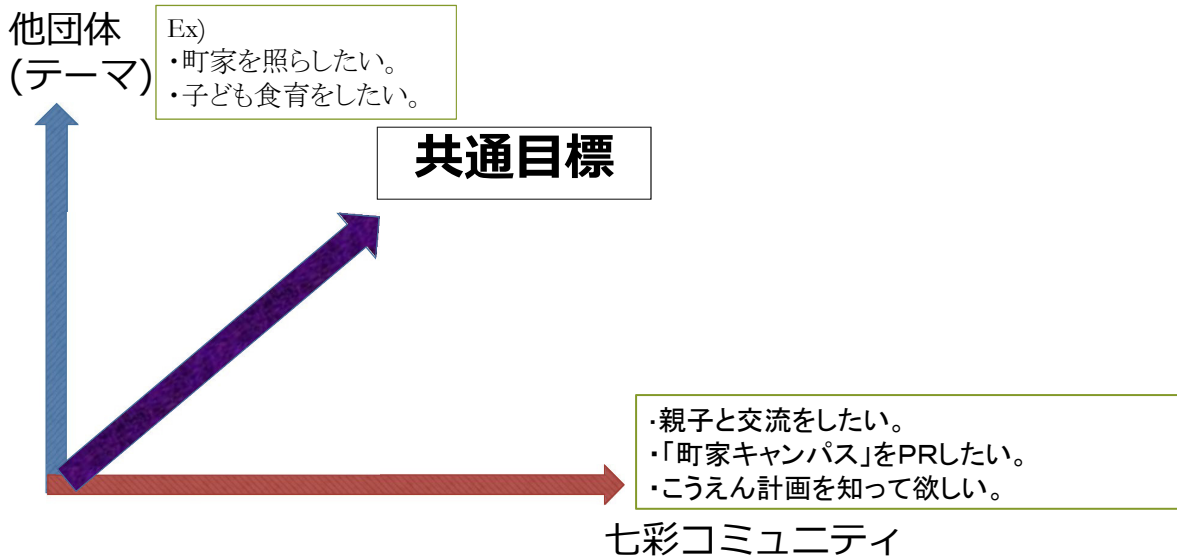 他団体
(テーマ)
Ex)
・町家を照らしたい。
・子ども食育をしたい。
共通目標
・親子と交流をしたい。
・「町家キャンパス」をPRしたい。
・こうえん計画を知って欲しい。
七彩コミュニティ